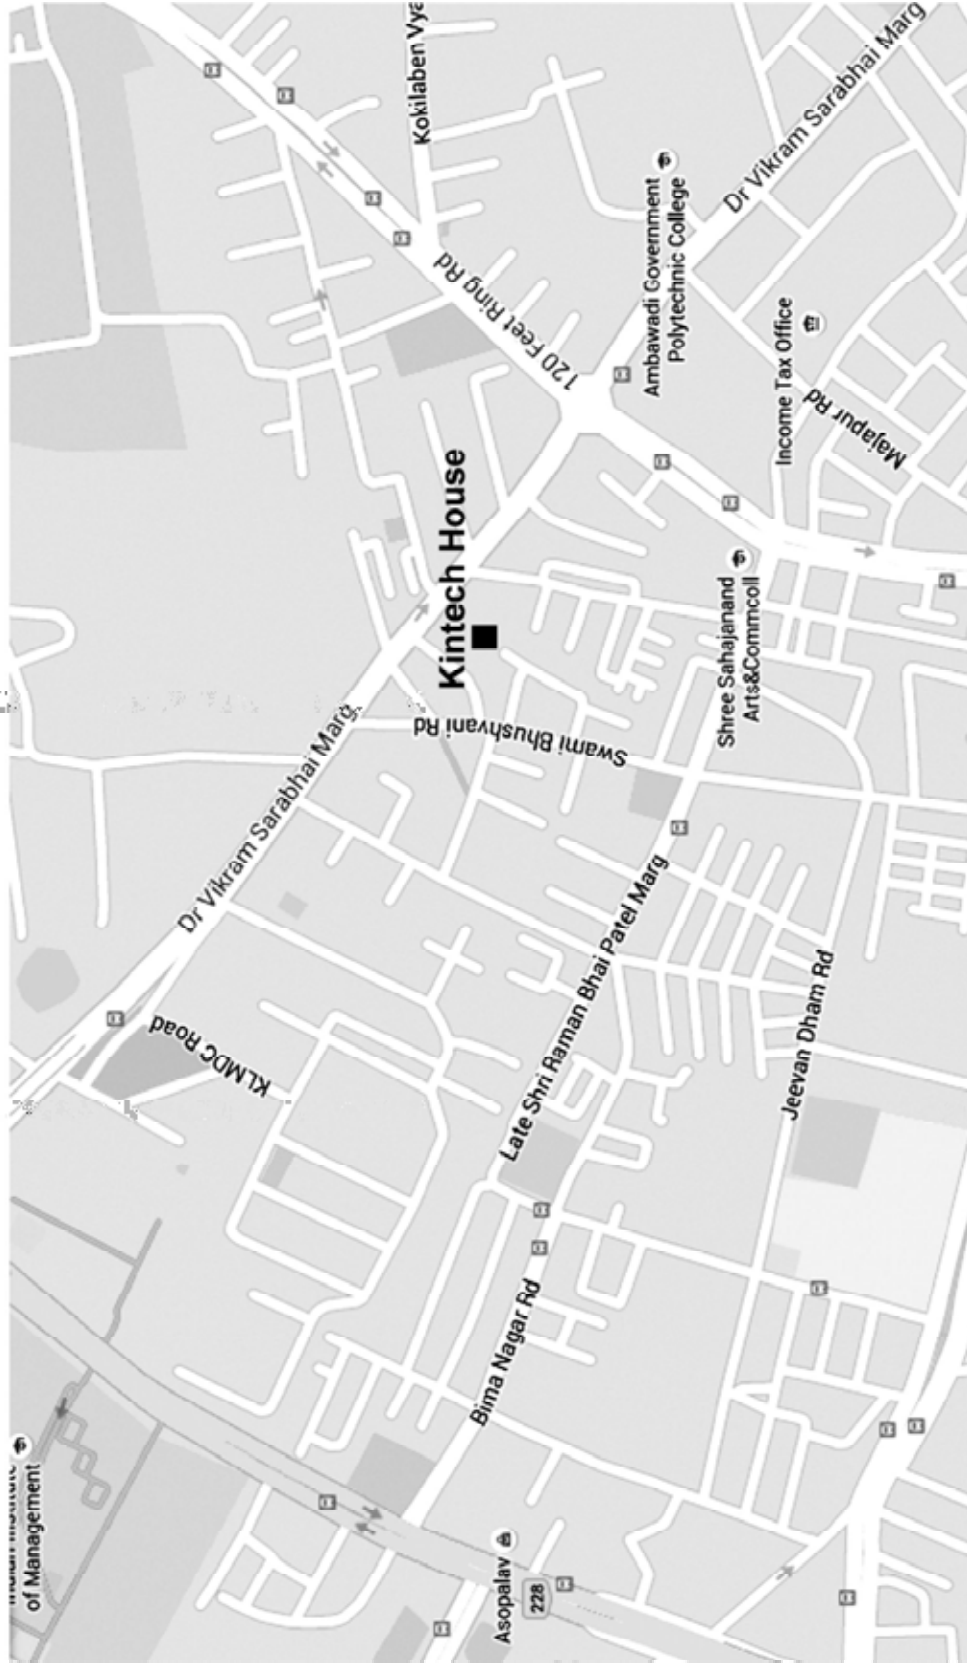 Kokilaben Vya
Dr Vikram Sarabhai Marg
120 Feet Ring Rd
Ambawadi Government
Polytechnic College
Income Tax Office
Majapur Rd
Kintech House
Shree Sahajanand
Arts&Commcoll
Swami Bhushvani Rd
Dr Vikram Sarabhai Marg
Late Shri Raman Bhai Patel Marg
Jeevan Dham Rd
KLMDC Road
Bima Nagar Rd
of Management
Asopalav
228